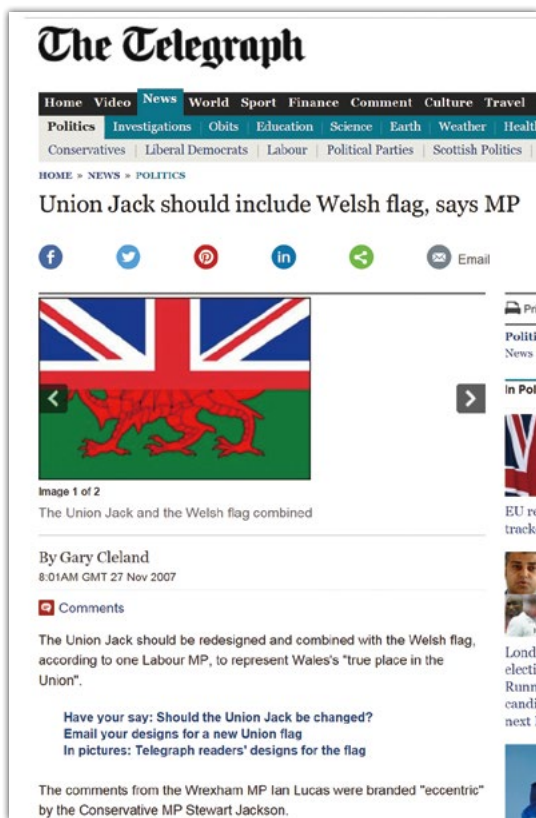 The Telegraph
Home Video News World Sport Finance Comment Culture Travel
Politics Investigations Obits Education Science Earth Weather
Conservatives Liberal Democrats Labour Political Parties Scottish Politics
HOME » NEWS » POLITICS
Union Jack should include Welsh flag, says MP
Email
Image 1 of 2
The Union Jack and the Welsh flag combined
By Gary Cleland
8:01AM GMT 27 Nov 2007
Comments
The Union Jack should be redesigned and combined with the Welsh flag,
according to one Labour MP, to represent Wales's "true place in the
Union".
Have your say: Should the Union Jack be changed?
Email your designs for a new Union flag
In pictures: Telegraph readers' designs for the flag
The comments from the Wrexham MP Ian Lucas were branded "eccentric"
by the Conservative MP Stewart Jackson.
News
In
EU
next